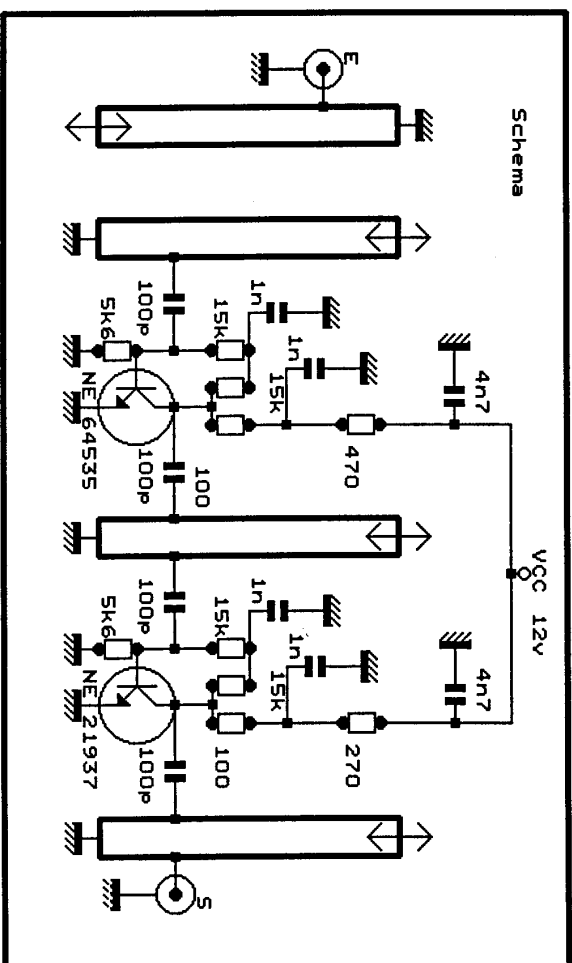 Schema
E
VCC 12v
4n7
4n7
1n
1n
15k
15k
470
100p
5k6
NE 64535
100p
100
1n
1n
15k
15k
270
100p
5k6
NE 21937
100p
100
S